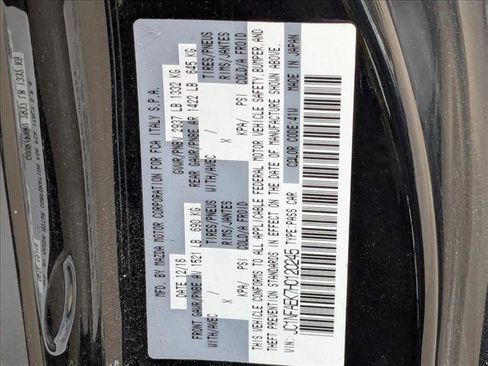 MFD. BY MAZDA MOTOR CORPORATION FOR FCA ITALY S.P.A.
DATE 12/16 GVWR/PNBV 2937 LB 1332 KG
FRONT GAWR/PNBE AV 1521 LB 690 KG REAR GAWR/PNBE AR 1422 LB 645 KG
WITH/AVEC TIRES/PNEUS WITH/AVEC TIRES/PNEUS
/ X RIMS/JANTES / X RIMS/JANTES
KPA/ PSI COLD/A FROID KPA/ PSI COLD/A FROID
THIS VEHICLE CONFORMS TO ALL APPLICABLE FEDERAL MOTOR VEHICLE SAFETY, BUMPER, AND
THEFT PREVENTION STANDARDS IN EFFECT ON THE DATE OF MANUFACTURE SHOWN ABOVE.
VIN: JC1NFAEK7H0120245 TYPE: PASS CAR COLOR CODE: 41U MADE IN JAPAN